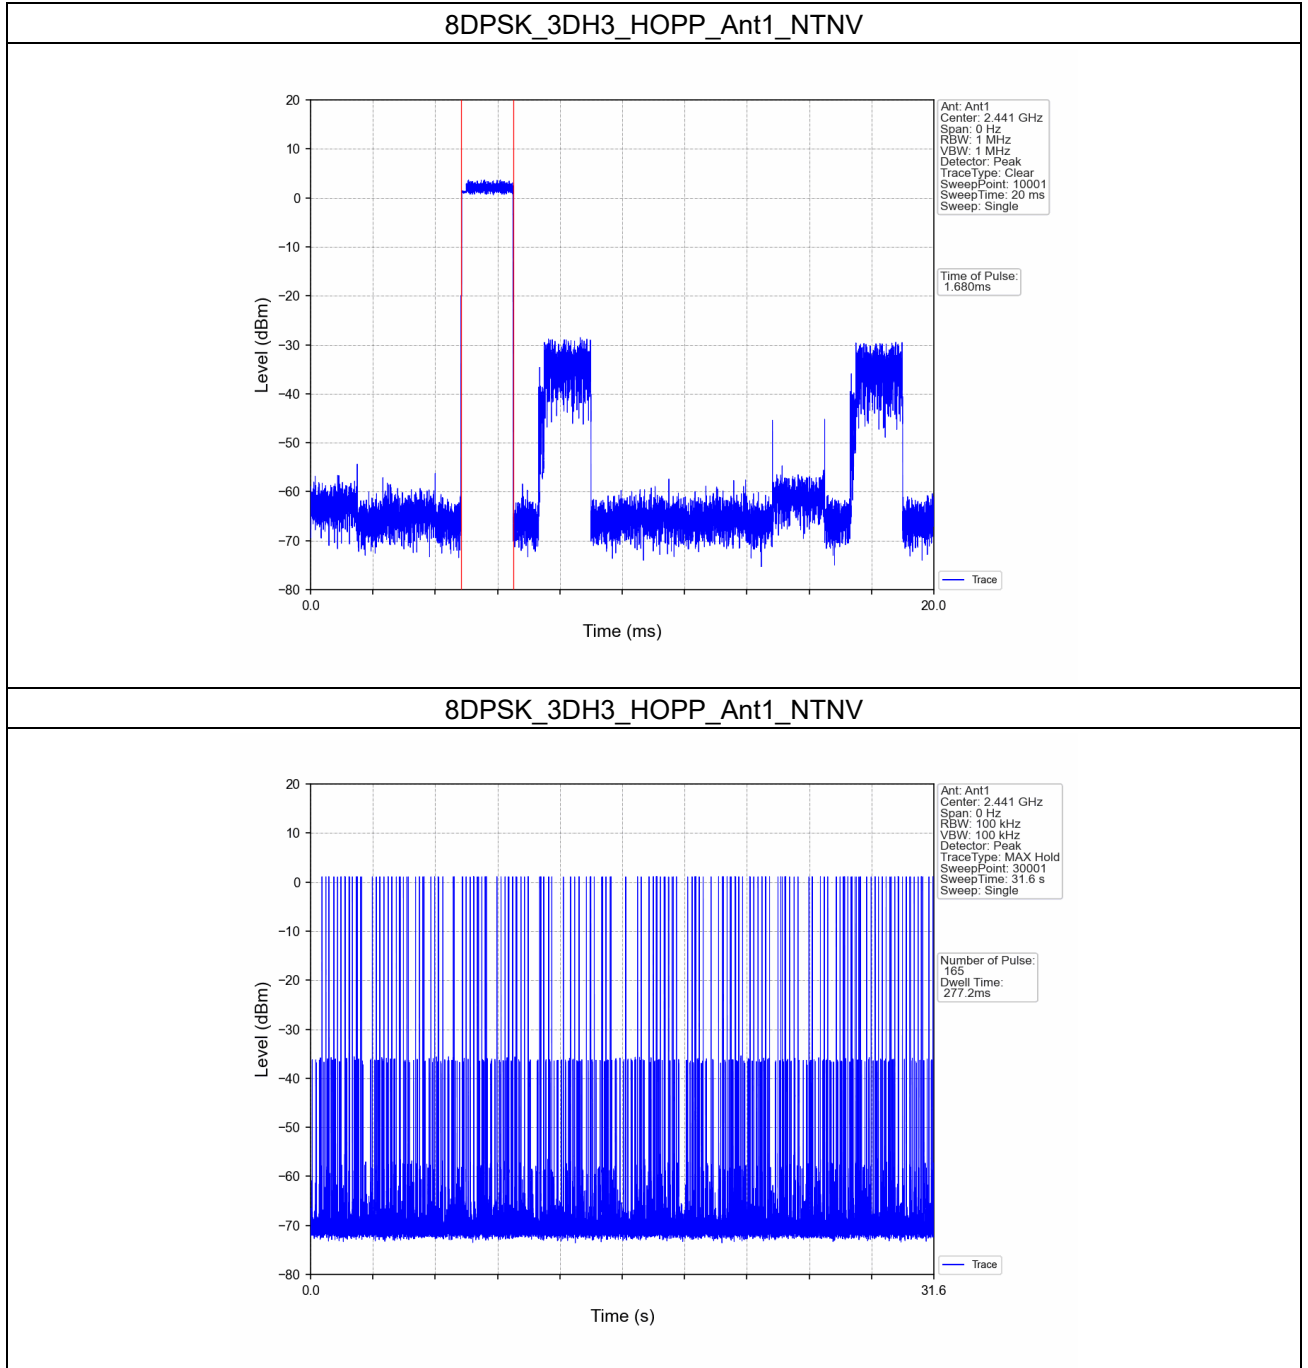 8DPSK_3DH3_HOPP_Ant1_NTNV
20
10
0
−10
−20
−30
−40
−50
−60
−70
−80
Level (dBm)
0.0
20.0
Time (ms)
Ant: Ant1
Center: 2.441 GHz
Span: 0 Hz
RBW: 1 MHz
VBW: 1 MHz
Detector: Peak
TraceType: Clear
SweepPoint: 10001
SweepTime: 20 ms
Sweep: Single
Time of Pulse:
1.680ms
Trace
8DPSK_3DH3_HOPP_Ant1_NTNV
20
10
0
−10
−20
−30
−40
−50
−60
−70
−80
Level (dBm)
0.0
31.6
Time (s)
Ant: Ant1
Center: 2.441 GHz
Span: 0 Hz
RBW: 100 kHz
VBW: 100 kHz
Detector: Peak
TraceType: MAX Hold
SweepPoint: 30001
SweepTime: 31.6 s
Sweep: Single
Number of Pulse:
165
Dwell Time:
277.2ms
Trace